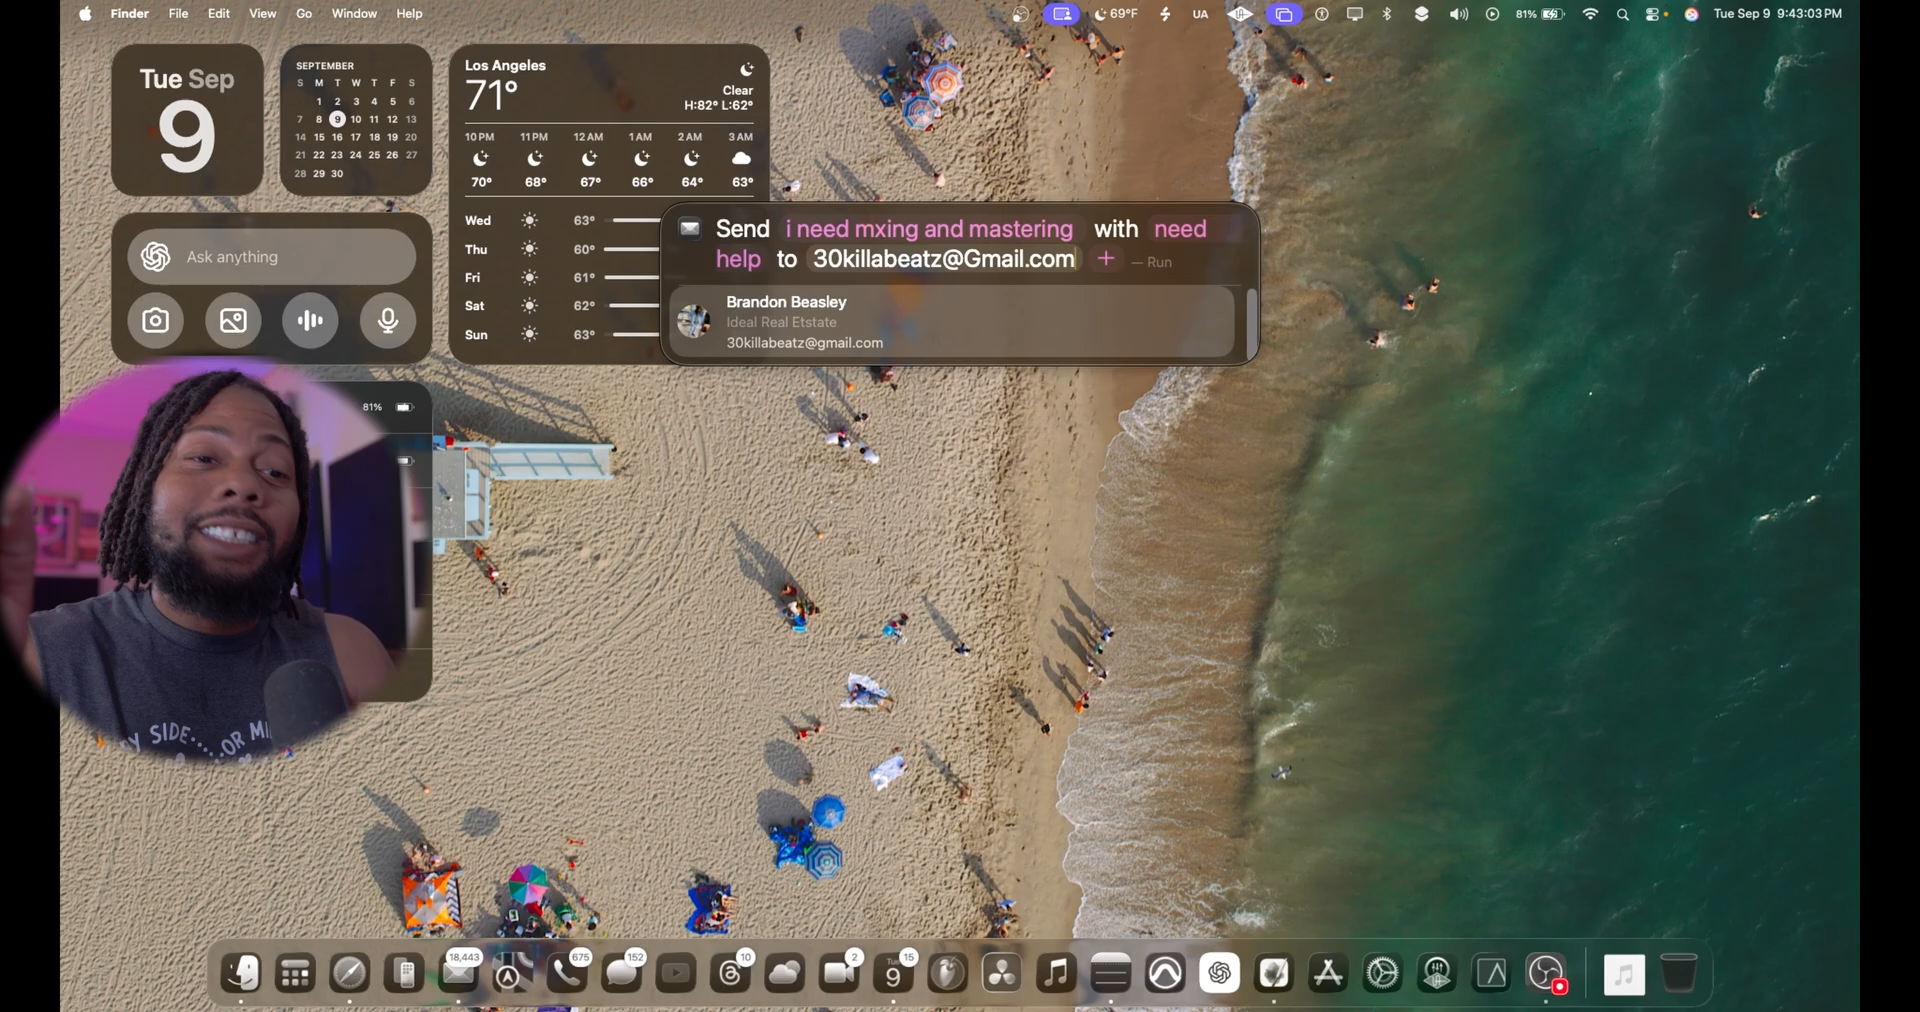 Finder File Edit View Go Window Help
69°F UA 81% Tue Sep 9 9:43:03 PM
Tue Sep
9
SEPTEMBER
S M T W T F S
1 2 3 4 5 6
7 8 9 10 11 12 13
14 15 16 17 18 19 20
21 22 23 24 25 26 27
28 29 30
Los Angeles
71°
Clear
H:82° L:62°
10 PM 11 PM 12 AM 1 AM 2 AM 3 AM
70° 68° 67° 66° 64° 63°
Wed 63°
Thu 60°
Fri 61°
Sat 62°
Sun 63°
Ask anything
Send i need mxing and mastering with need
help to 30killabeatz@Gmail.com + — Run
Brandon Beasley
Ideal Real Etstate
30killabeatz@gmail.com
81%
Y SIDE.....OR MI
18,443 675 152 10 2 15
Tue
9